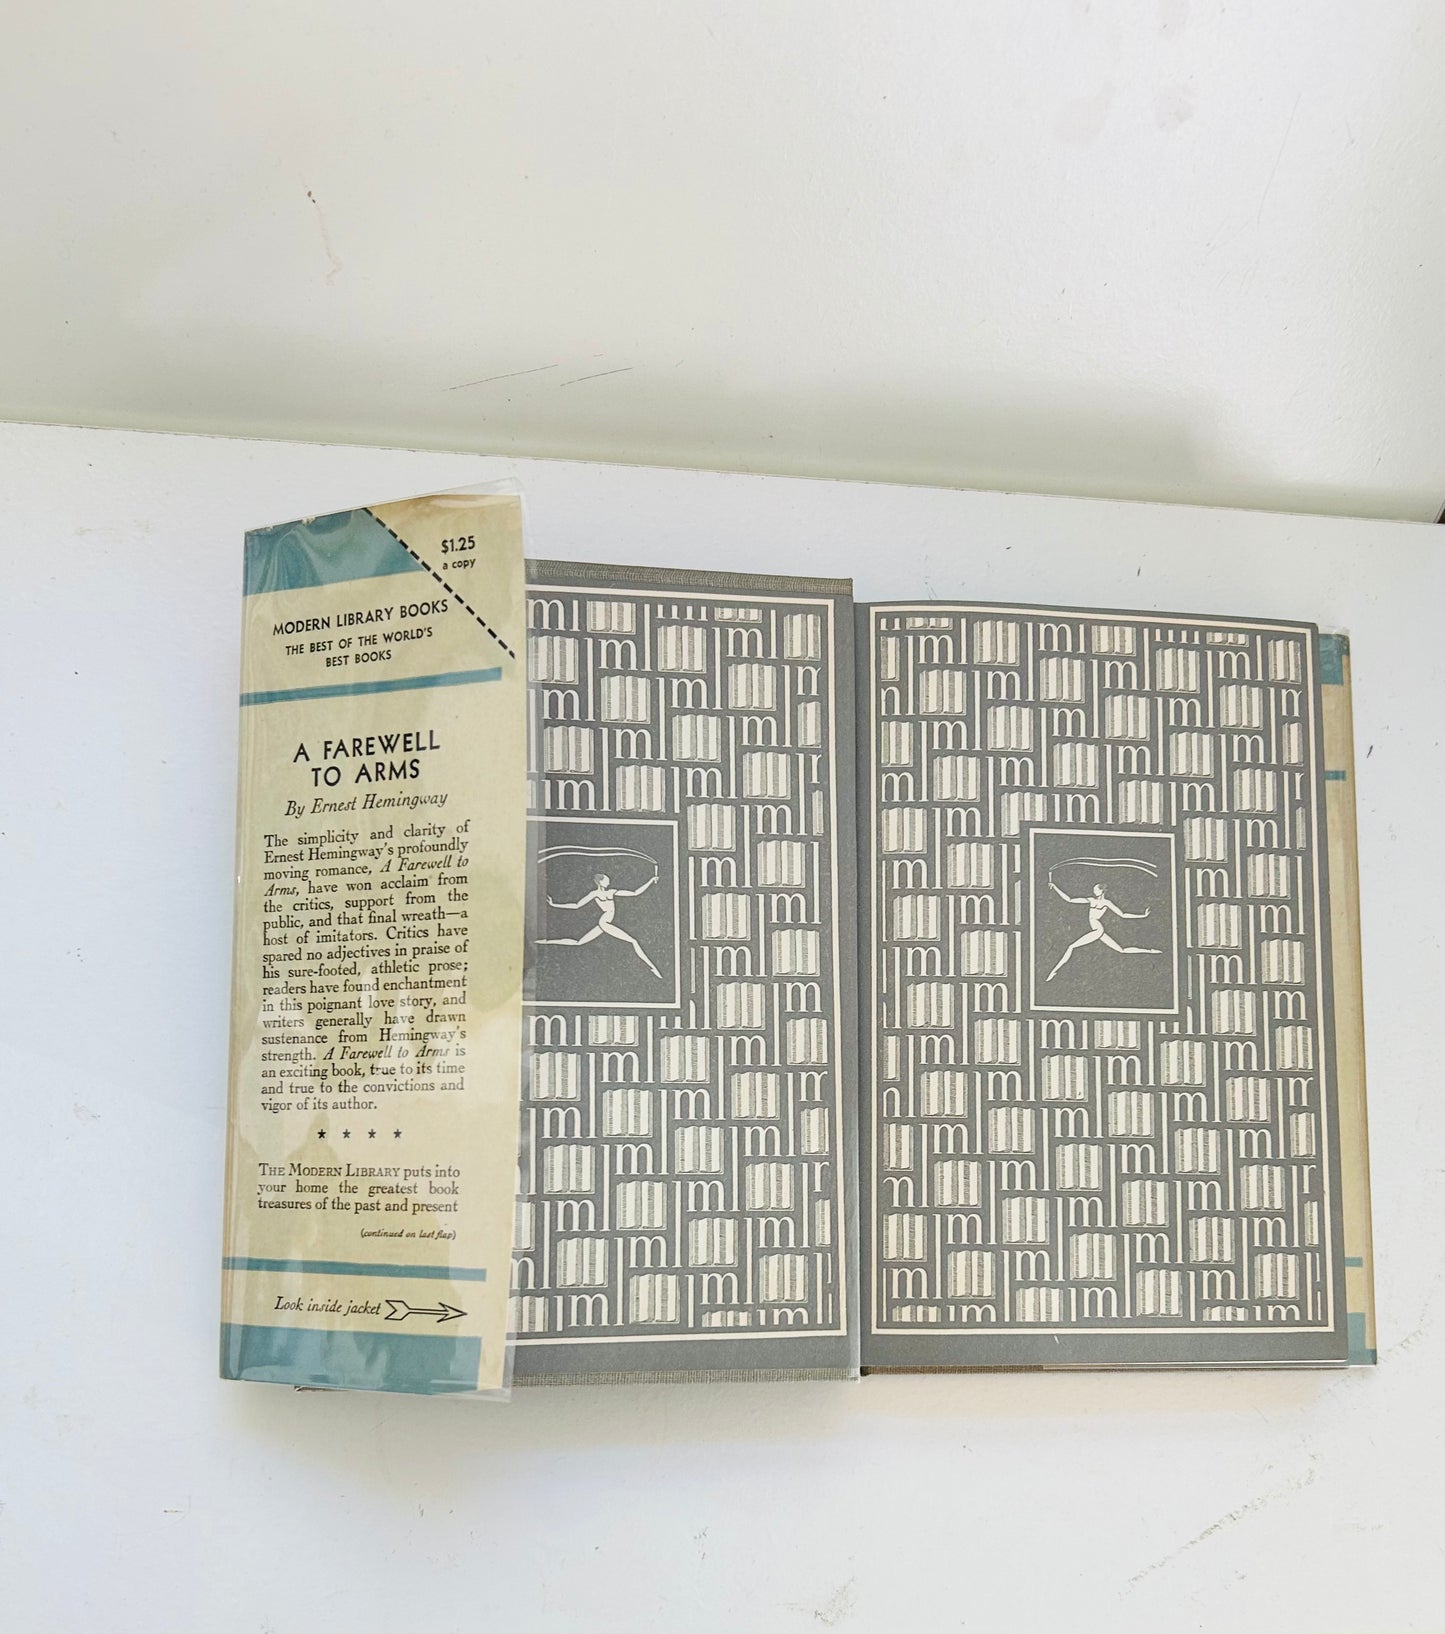 $1.25
a copy
MODERN LIBRARY BOOKS
THE BEST OF THE WORLD'S
BEST BOOKS
A FAREWELL
TO ARMS
By Ernest Hemingway
The simplicity and clarity of
Ernest Hemingway's profoundly
moving romance, A Farewell to
Arms, have won acclaim from
the critics, support from the
public, and that final wreath—a
host of imitators. Critics have
spared no adjectives in praise of
his sure-footed, athletic prose;
readers have found enchantment
in this poignant love story, and
writers generally have drawn
sustenance from Hemingway's
strength. A Farewell to Arms is
an exciting book, true to its time
and true to the convictions and
vigor of its author.
★ ★ ★ ★
THE MODERN LIBRARY puts into
your home the greatest book
treasures of the past and present
(continued on last flap)
Look inside jacket